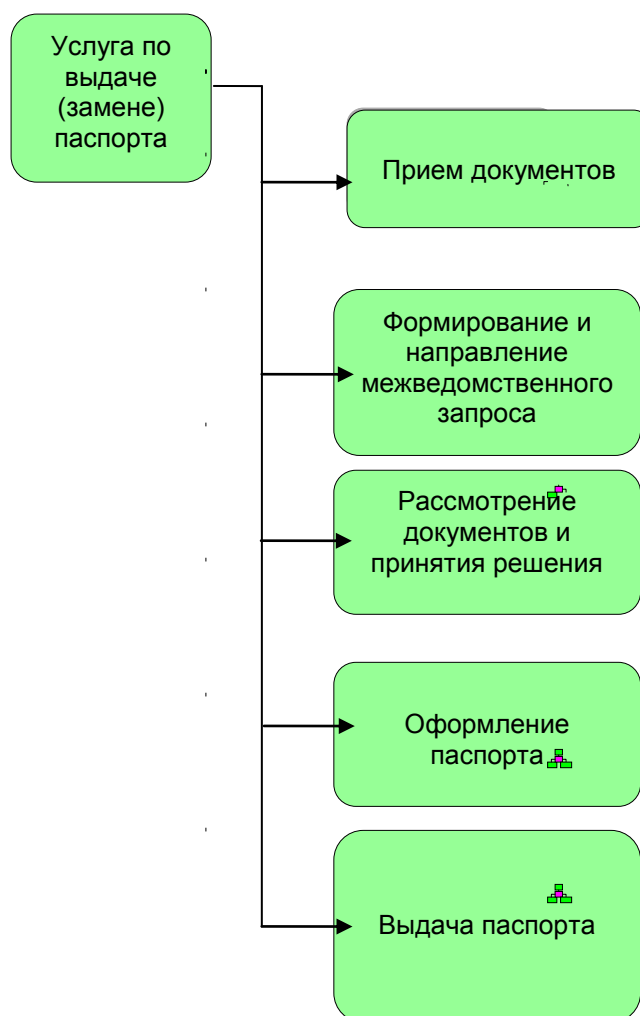 Услуга по
выдаче
(замене)
паспорта
Прием документов
Формирование и
направление
межведомственного
запроса
Рассмотрение
документов и
принятия решения
Оформление
паспорта
Выдача паспорта